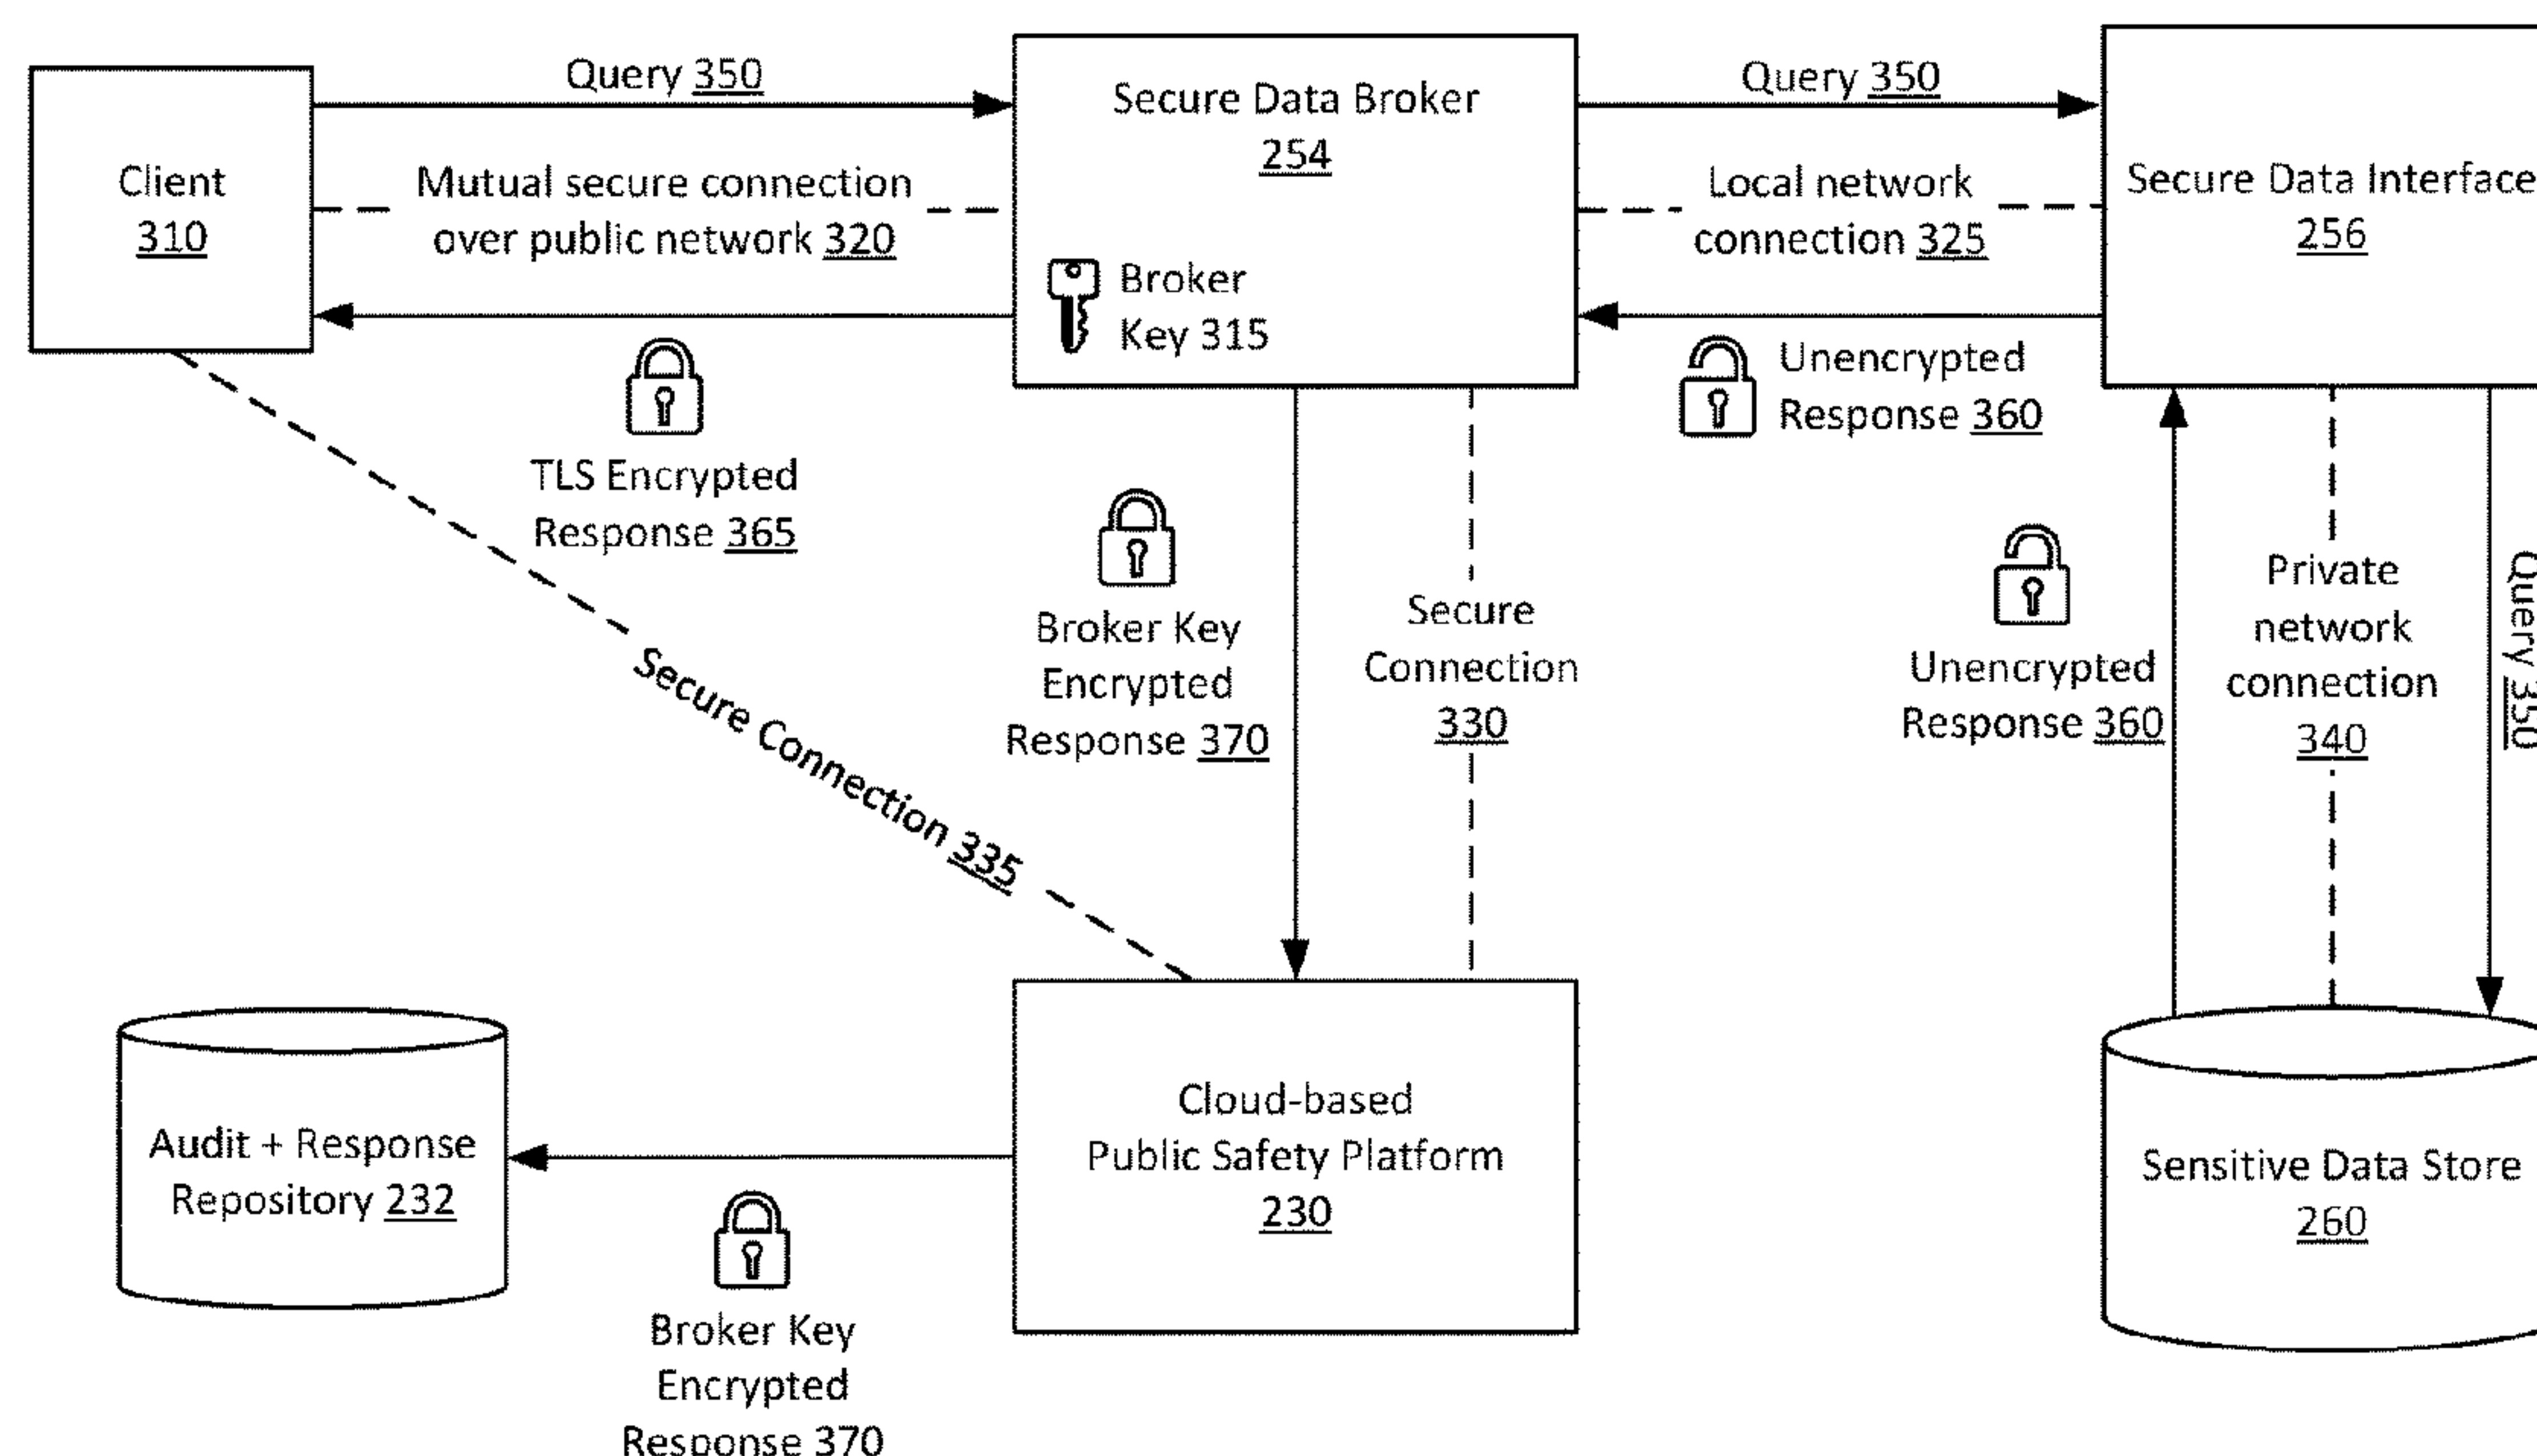 Query 350
Client
310
Mutual secure connection
over public network 320
Secure Data Broker
254
Broker
Key 315
Query 350
Local network
connection 325
Secure Data Interface
256
TLS Encrypted
Response 365
Unencrypted
Response 360
Secure Connection 335
Broker Key
Encrypted
Response 370
Secure
Connection
330
Unencrypted
Response 360
Private
network
connection
340
Query 350
Audit + Response
Repository 232
Cloud-based
Public Safety Platform
230
Sensitive Data Store
260
Broker Key
Encrypted
Response 370